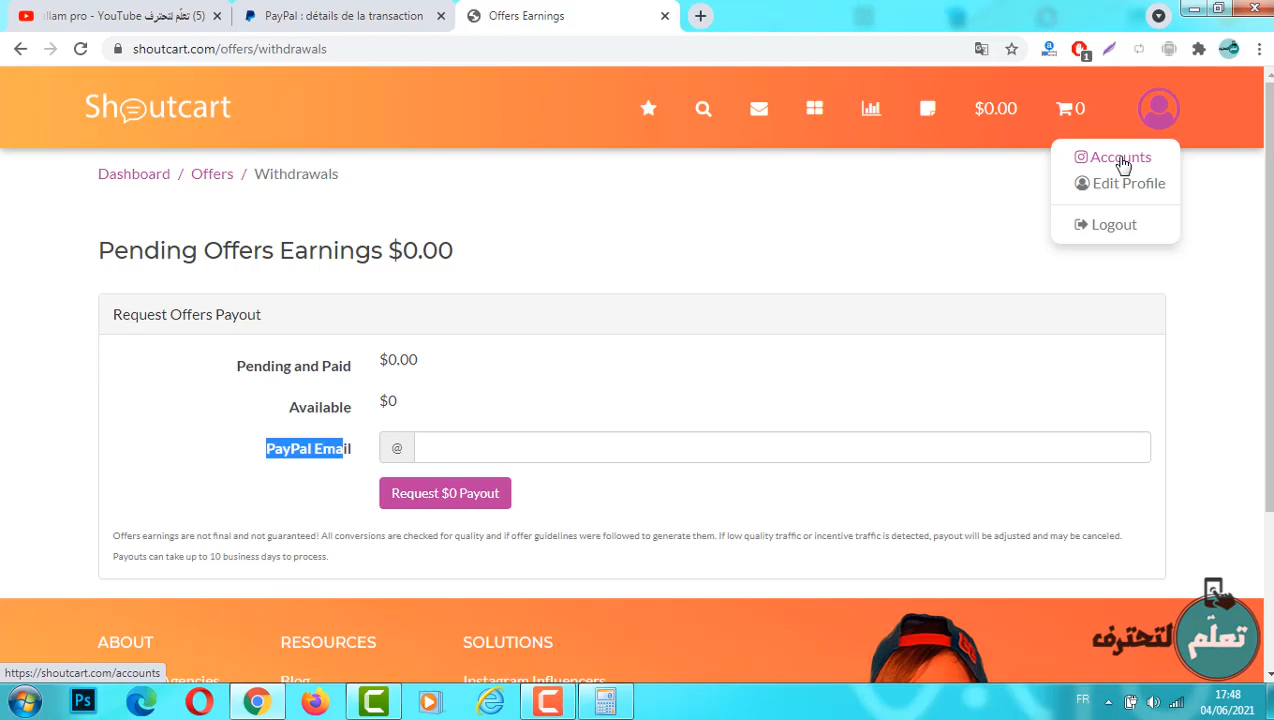 (5) تعلّم لتحترف llam pro - YouTube
PayPal : détails de la transaction
Offers Earnings
shoutcart.com/offers/withdrawals
1
Shoutcart
$0.00
0
Accounts
Edit Profile
Logout
Dashboard / Offers / Withdrawals
Pending Offers Earnings $0.00
Request Offers Payout
Pending and Paid
$0.00
Available
$0
PayPal Email
@
Request $0 Payout
Offers earnings are not final and not guaranteed! All conversions are checked for quality and if offer guidelines were followed to generate them. If low quality traffic or incentive traffic is detected, payout will be adjusted and may be canceled.
Payouts can take up to 10 business days to process.
ABOUT
RESOURCES
SOLUTIONS
تعلّم لتحترف
https://shoutcart.com/accounts
Agencies
Blog
Instagram Influencers
Ps
FR
17:48
04/06/2021